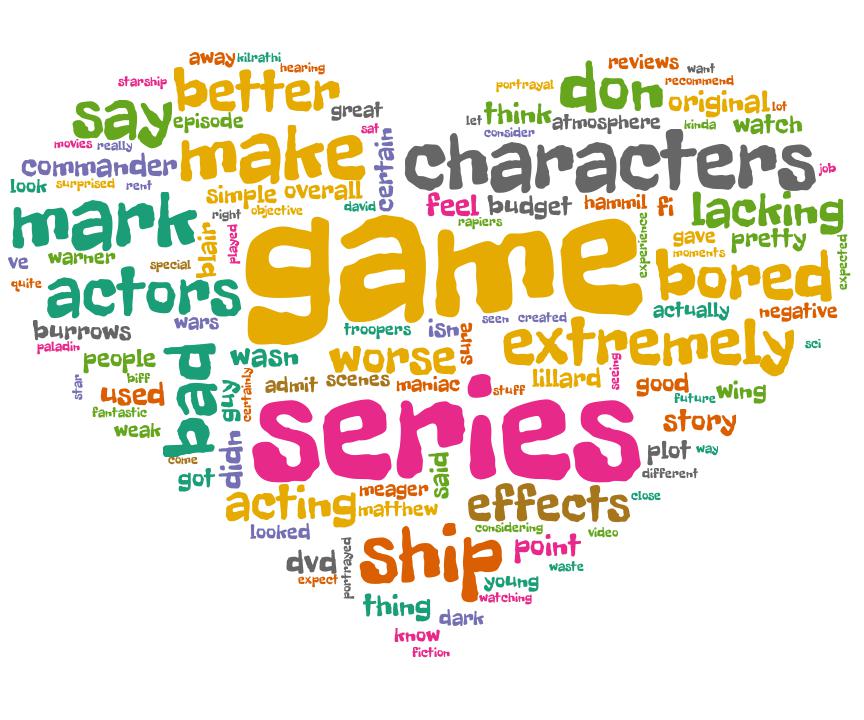 away
kilrathi
hearing
starship
better
great
say
episode
saf
movies
really
make
certain
commander
look
surprised
rent
simple
overall
objective
david
mark
right
played
blair
ve
warner
special
quite
actors
wars
burrows
paladin
people
star
biff
used
fantastic
weak
bad
come
got
didn
guy
certainly
wasn
reviews
want
portrayal
don
recommend
original
lot
let
think
atmosphere
consider
kinda
watch
characters
job
feel
budget
hammil
fi
lacking
rapiers
experience
gave
pretty
moments
expected
game
bored
actually
negative
troopers
isn
seen
created
sure
extremely
sci
worse
admit
scenes
maniac
stuff
lillard
seeing
good
future
wing
series
story
plot
way
different
said
acting
meager
matthew
effects
close
looked
considering
video
dvd
expect
portrayed
ship
point
waste
young
watching
thing
dark
know
fiction